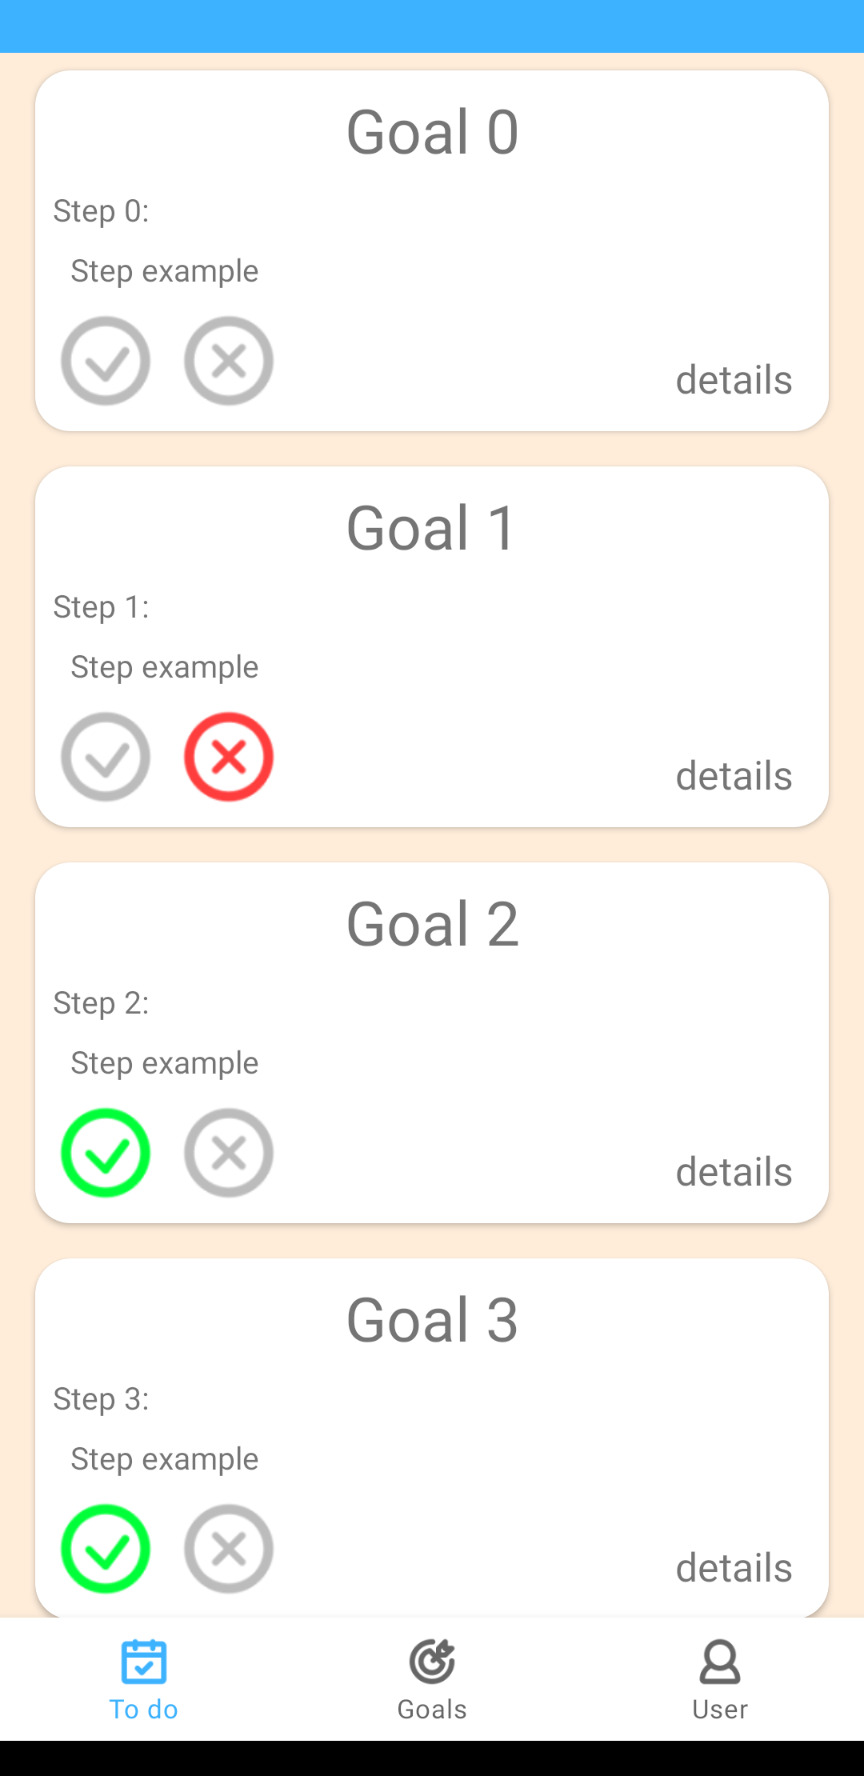 Goal 0
Step 0:
Step example
details
Goal 1
Step 1:
Step example
details
Goal 2
Step 2:
Step example
details
Goal 3
Step 3:
Step example
details
To do
Goals
User